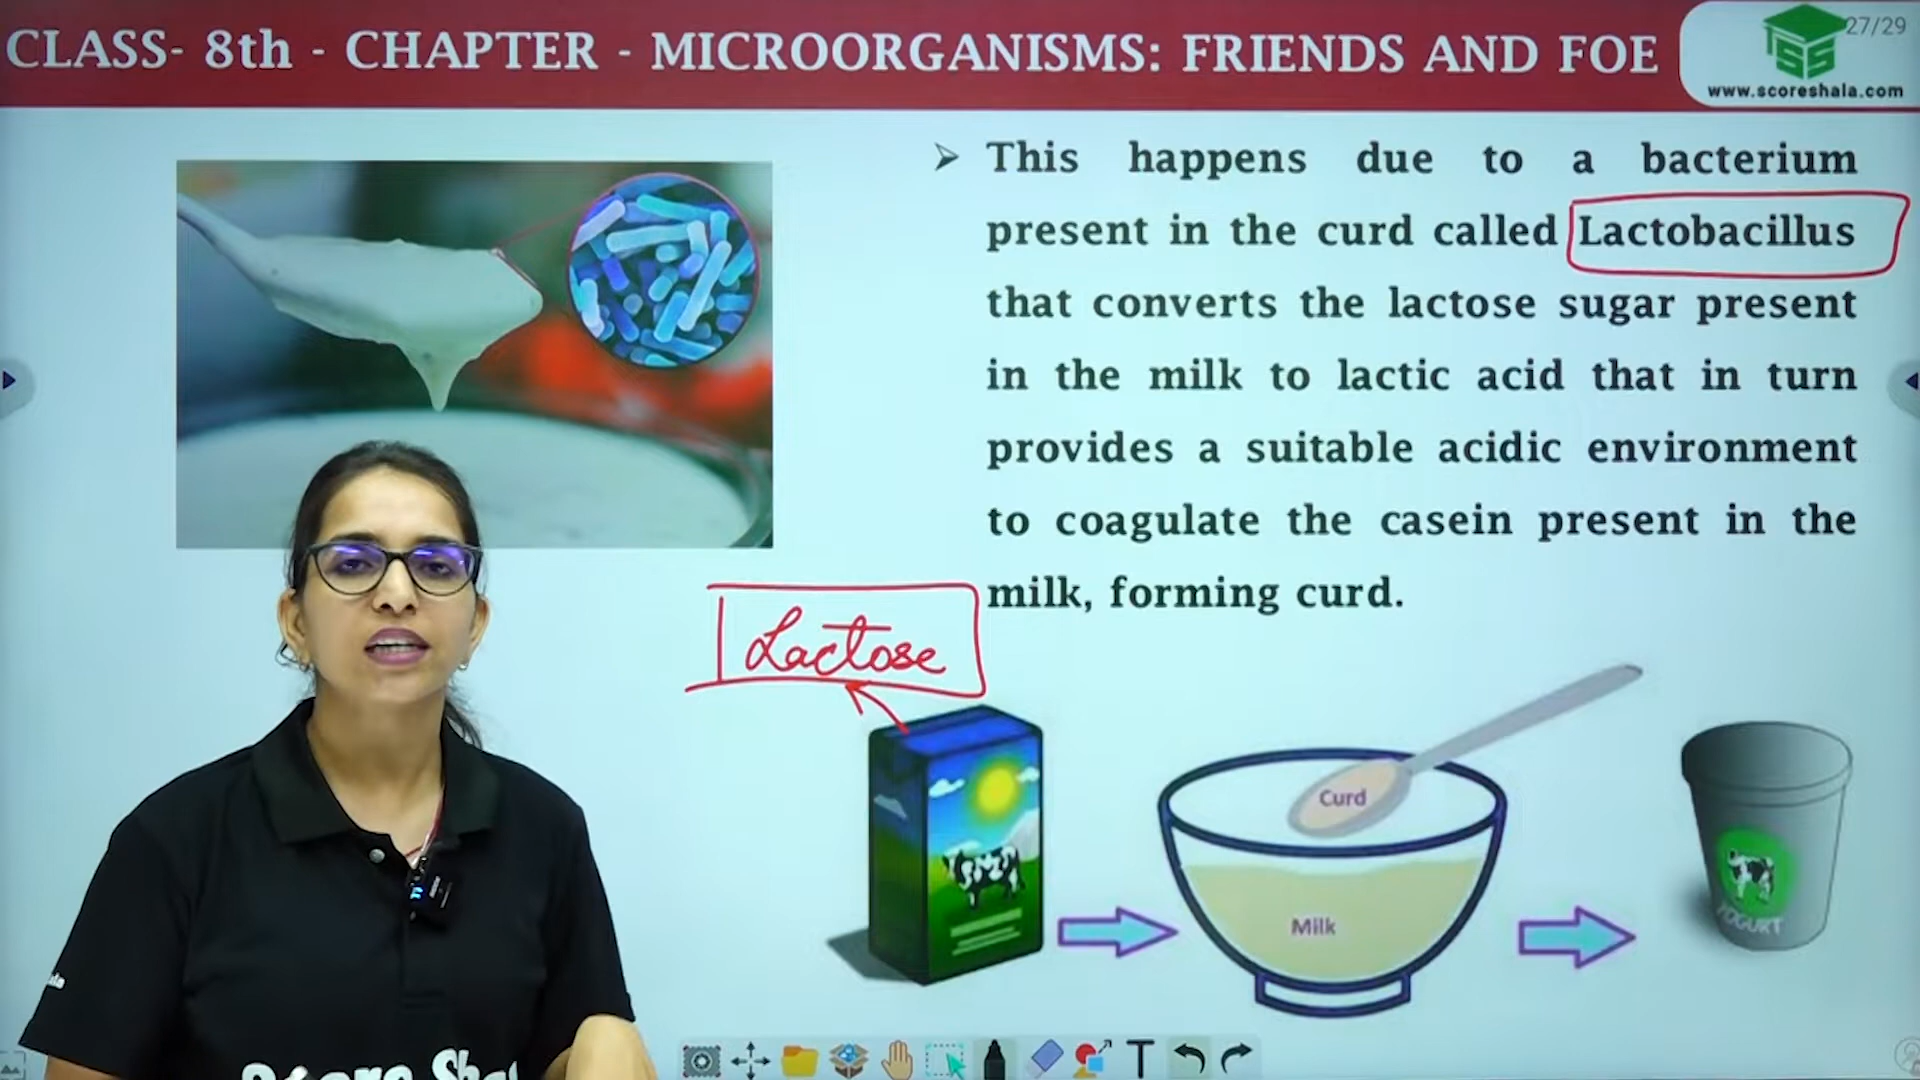 CLASS- 8th - CHAPTER - MICROORGANISMS: FRIENDS AND FOE
27/29
www.scoreshala.com
➢ This happens due to a bacterium
present in the curd called Lactobacillus
that converts the lactose sugar present
in the milk to lactic acid that in turn
provides a suitable acidic environment
to coagulate the casein present in the
milk, forming curd.
Lactose
Curd
Milk
YOGURT
T